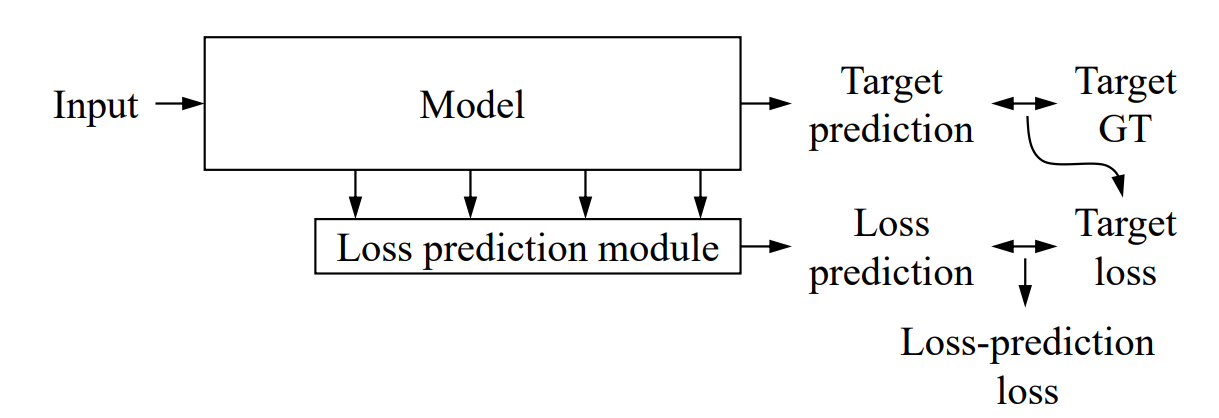 Input
Model
Target
prediction
Target
GT
Loss prediction module
Loss
prediction
Target
loss
Loss-prediction
loss